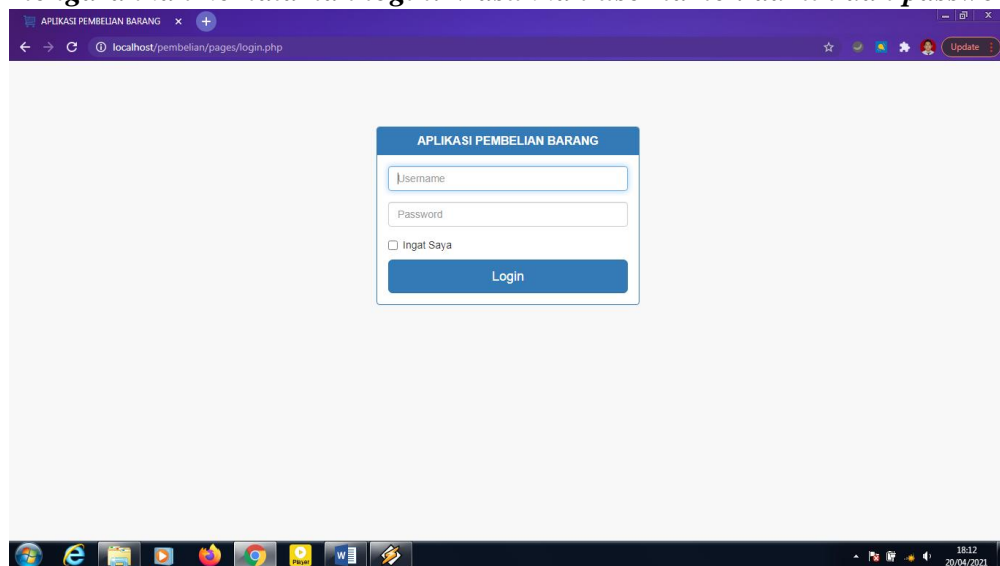 APLIKASI PEMBELIAN BARANG
localhost/pembelian/pages/login.php
Update
APLIKASI PEMBELIAN BARANG
Username
Password
Ingat Saya
Login
Player
18:12
20/04/2021